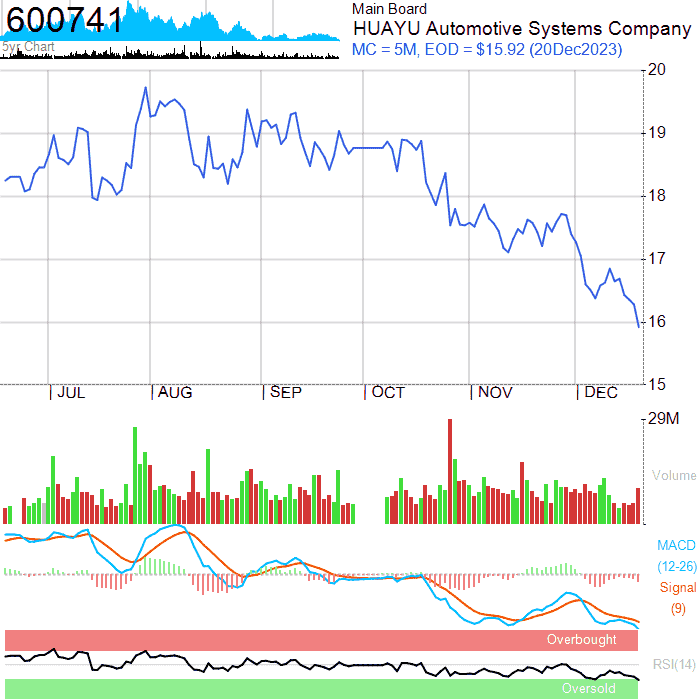 600741
5yr Chart
Main Board
HUAYU Automotive Systems Company
MC = 5M, EOD = $15.92 (20Dec2023)
20
19
18
17
16
15
JUL AUG SEP OCT NOV DEC
29M
Volume
MACD
(12-26)
Signal
(9)
Overbought
RSI(14)
Oversold